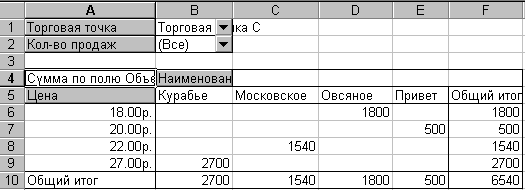 A B C D E F
1 Торговая точка Торговая ка С
2 Кол-во продаж (Все)
3
4 Сумма по полю Объе Наименован
5 Цена Курабье Московское Овсяное Привет Общий итог
6 18.00р. 1800 1800
7 20.00р. 500 500
8 22.00р. 1540 1540
9 27.00р. 2700 2700
10 Общий итог 2700 1540 1800 500 6540